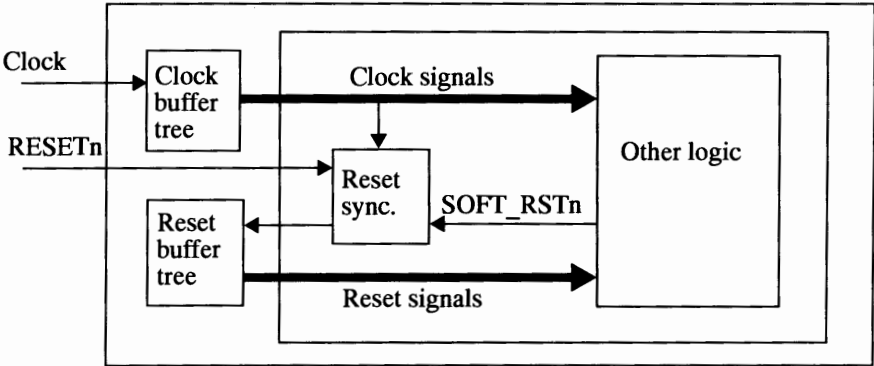 Clock
Clock
buffer
tree
Clock signals
RESETn
Other logic
Reset
sync.
SOFT_RSTn
Reset
buffer
tree
Reset signals